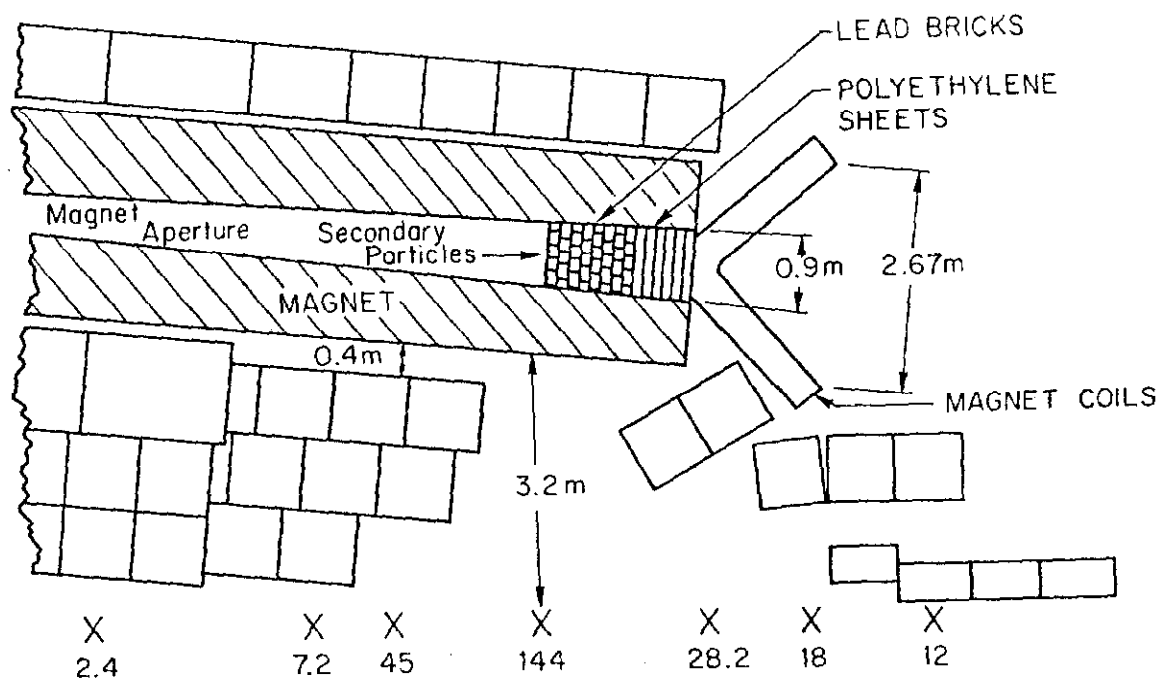 LEAD BRICKS
POLYETHYLENE
SHEETS
Magnet
Aperture
Secondary
Particles
0.9m
2.67m
MAGNET
0.4m
MAGNET COILS
3.2m
X X X X X X X
2.4 7.2 45 144 28.2 18 12